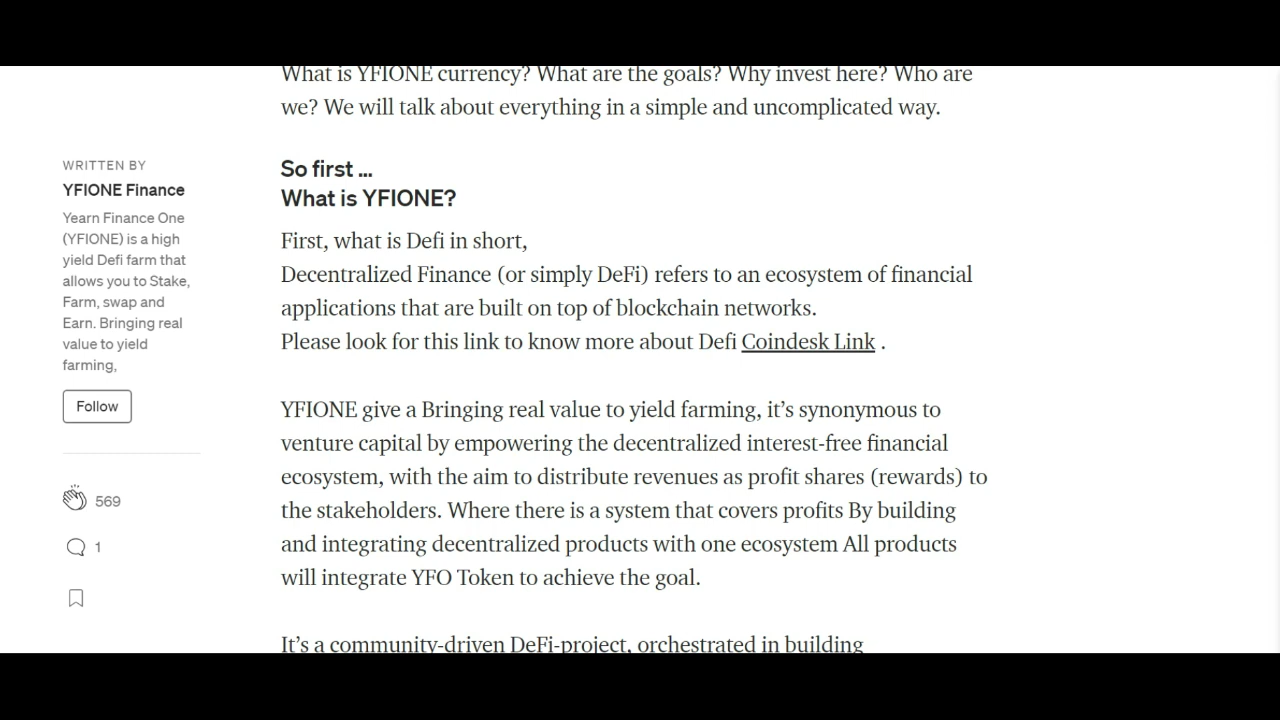 What is YFIONE currency? What are the goals? Why invest here? Who are
we? We will talk about everything in a simple and uncomplicated way.
WRITTEN BY
YFIONE Finance
Yearn Finance One
(YFIONE) is a high
yield Defi farm that
allows you to Stake,
Farm, swap and
Earn. Bringing real
value to yield
farming,
Follow
569
1
So first ...
What is YFIONE?
First, what is Defi in short,
Decentralized Finance (or simply DeFi) refers to an ecosystem of financial
applications that are built on top of blockchain networks.
Please look for this link to know more about Defi Coindesk Link .
YFIONE give a Bringing real value to yield farming, it’s synonymous to
venture capital by empowering the decentralized interest-free financial
ecosystem, with the aim to distribute revenues as profit shares (rewards) to
the stakeholders. Where there is a system that covers profits By building
and integrating decentralized products with one ecosystem All products
will integrate YFO Token to achieve the goal.
It’s a community-driven DeFi-project, orchestrated in building